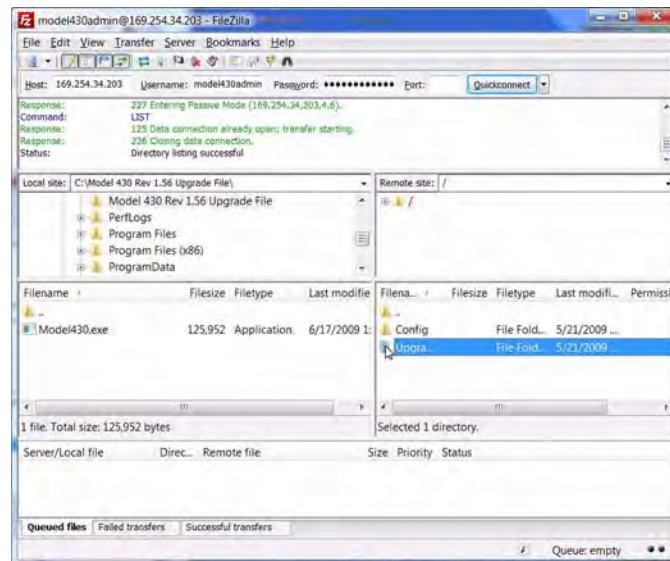 model430admin@169.254.34.203 - FileZilla
File Edit View Transfer Server Bookmarks Help
Host: 169.254.34.203 Username: model430admin Password: ●●●●●●●●●●●● Port: Quickconnect
Response: 227 Entering Passive Mode (169,254,34,203,4,6).
Command: LIST
Response: 125 Data connection already open; transfer starting.
Response: 226 Closing data connection.
Status: Directory listing successful
Local site: C:\Model 430 Rev 1.56 Upgrade File\
Remote site: /
Model 430 Rev 1.56 Upgrade File
PerfLogs
Program Files
Program Files (x86)
ProgramData
/
Filename Filesize Filetype Last modifie
..
Model430.exe 125,952 Application 6/17/2009 1:
1 file. Total size: 125,952 bytes
Filena... Filesize Filetype Last modifi... Permissi
..
Config File Fold... 5/21/2009 ...
Upgra... File Fold... 5/21/2009 ...
Selected 1 directory.
Server/Local file Direc... Remote file Size Priority Status
Queued files Failed transfers Successful transfers
Queue: empty